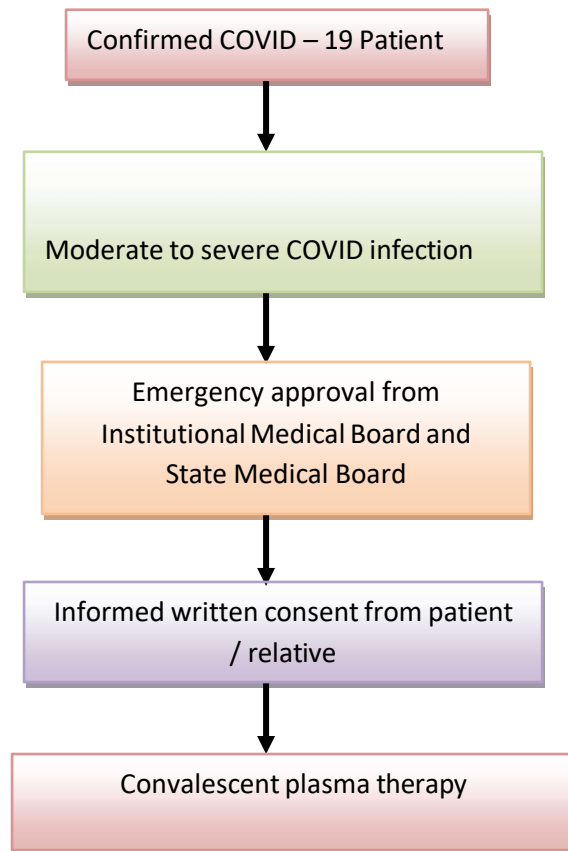 Confirmed COVID – 19 Patient
Moderate to severe COVID infection
Emergency approval from
Institutional Medical Board and
State Medical Board
Informed written consent from patient
/ relative
Convalescent plasma therapy